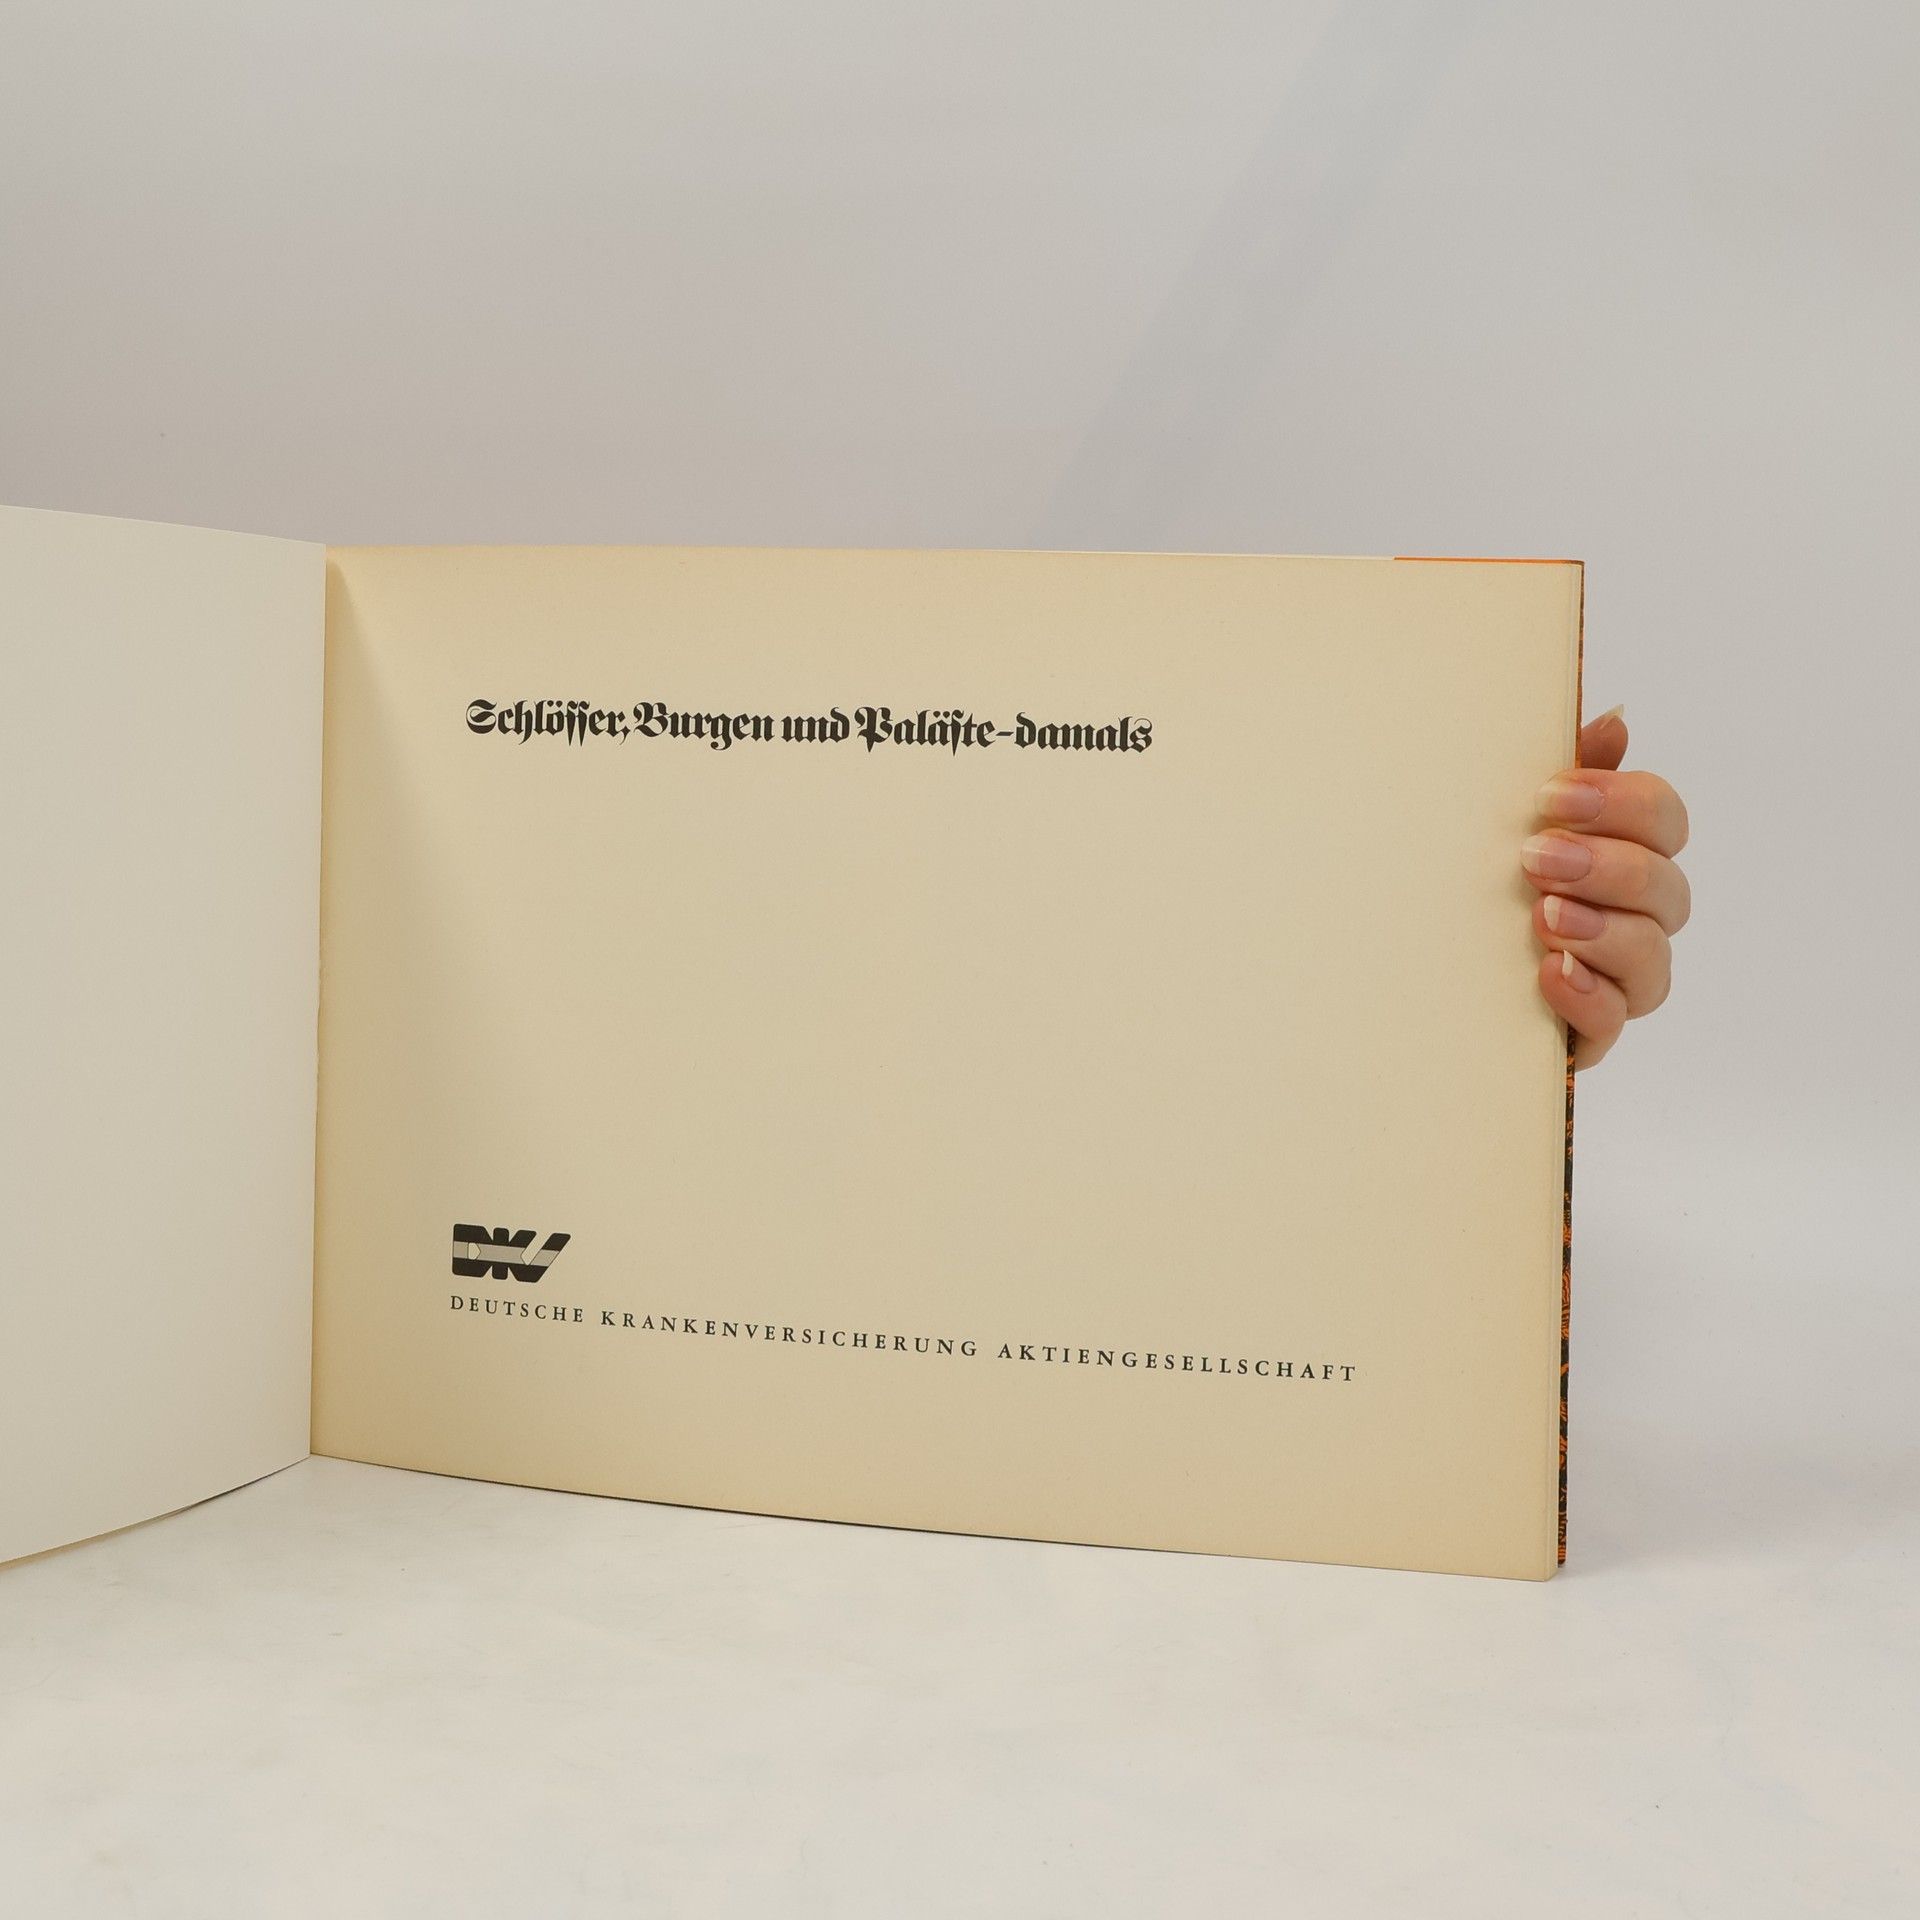 Schlöſſer, Burgen und Paläſte-damals
DKV
DEUTSCHE KRANKENVERSICHERUNG AKTIENGESELLSCHAFT